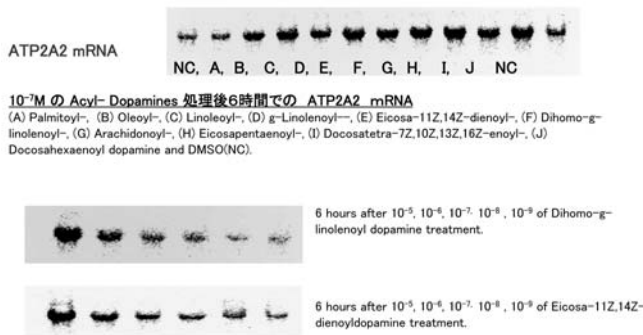 ATP2A2 mRNA
NC, A, B, C, D, E, F, G, H, I, J NC
10⁻⁷M の Acyl- Dopamines 処理後6時間での ATP2A2 mRNA
(A) Palmitoyl-, (B) Oleoyl-, (C) Linoleoyl-, (D) g-Linolenoyl--, (E) Eicosa-11Z,14Z-dienoyl-, (F) Dihomo-g-
linolenoyl-, (G) Arachidonoyl-, (H) Eicosapentaenoyl-, (I) Docosatetra-7Z,10Z,13Z,16Z-enoyl-, (J)
Docosahexaenoyl dopamine and DMSO(NC).
6 hours after 10⁻⁵, 10⁻⁶, 10⁻⁷· 10⁻⁸ , 10⁻⁹ of Dihomo-g-
linolenoyl dopamine treatment.
6 hours after 10⁻⁵, 10⁻⁶, 10⁻⁷· 10⁻⁸ , 10⁻⁹ of Eicosa-11Z,14Z-
dienoyldopamine treatment.